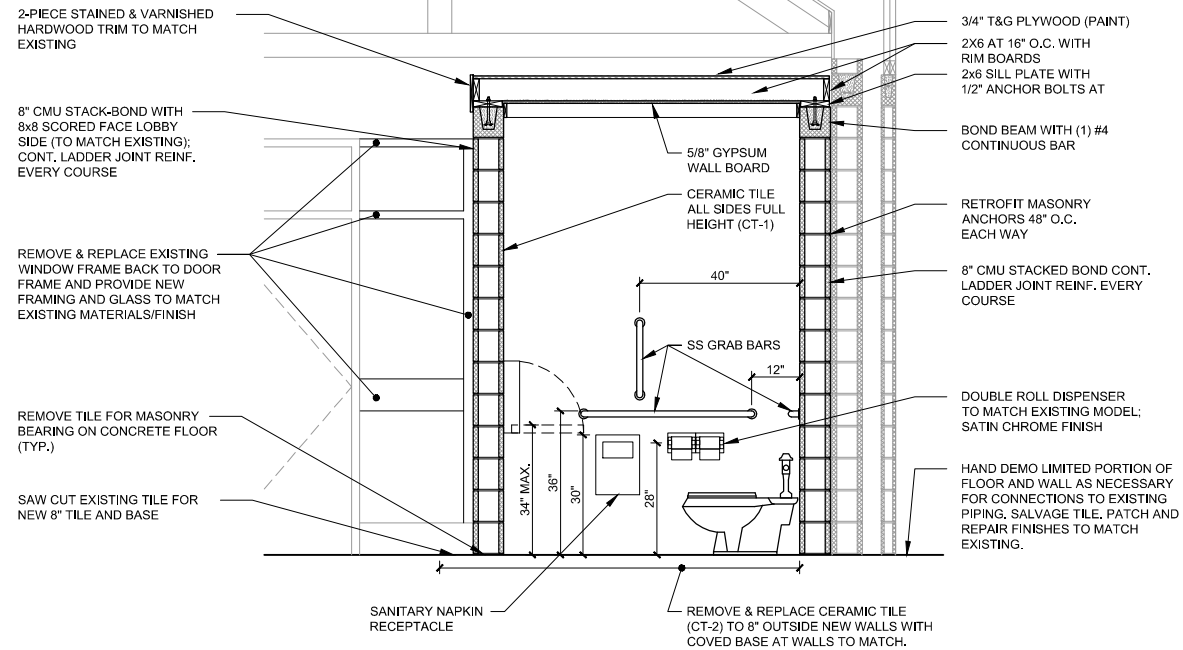 2-PIECE STAINED & VARNISHED
HARDWOOD TRIM TO MATCH
EXISTING
8" CMU STACK-BOND WITH
8x8 SCORED FACE LOBBY
SIDE (TO MATCH EXISTING);
CONT. LADDER JOINT REINF.
EVERY COURSE
REMOVE & REPLACE EXISTING
WINDOW FRAME BACK TO DOOR
FRAME AND PROVIDE NEW
FRAMING AND GLASS TO MATCH
EXISTING MATERIALS/FINISH
REMOVE TILE FOR MASONRY
BEARING ON CONCRETE FLOOR
(TYP.)
SAW CUT EXISTING TILE FOR
NEW 8" TILE AND BASE
5/8" GYPSUM
WALL BOARD
CERAMIC TILE
ALL SIDES FULL
HEIGHT (CT-1)
40"
SS GRAB BARS
12"
34" MAX.
36"
30"
28"
SANITARY NAPKIN
RECEPTACLE
REMOVE & REPLACE CERAMIC TILE
(CT-2) TO 8" OUTSIDE NEW WALLS WITH
COVED BASE AT WALLS TO MATCH.
3/4" T&G PLYWOOD (PAINT)
2X6 AT 16" O.C. WITH
RIM BOARDS
2x6 SILL PLATE WITH
1/2" ANCHOR BOLTS AT
BOND BEAM WITH (1) #4
CONTINUOUS BAR
RETROFIT MASONRY
ANCHORS 48" O.C.
EACH WAY
8" CMU STACKED BOND CONT.
LADDER JOINT REINF. EVERY
COURSE
DOUBLE ROLL DISPENSER
TO MATCH EXISTING MODEL;
SATIN CHROME FINISH
HAND DEMO LIMITED PORTION OF
FLOOR AND WALL AS NECESSARY
FOR CONNECTIONS TO EXISTING
PIPING. SALVAGE TILE. PATCH AND
REPAIR FINISHES TO MATCH
EXISTING.